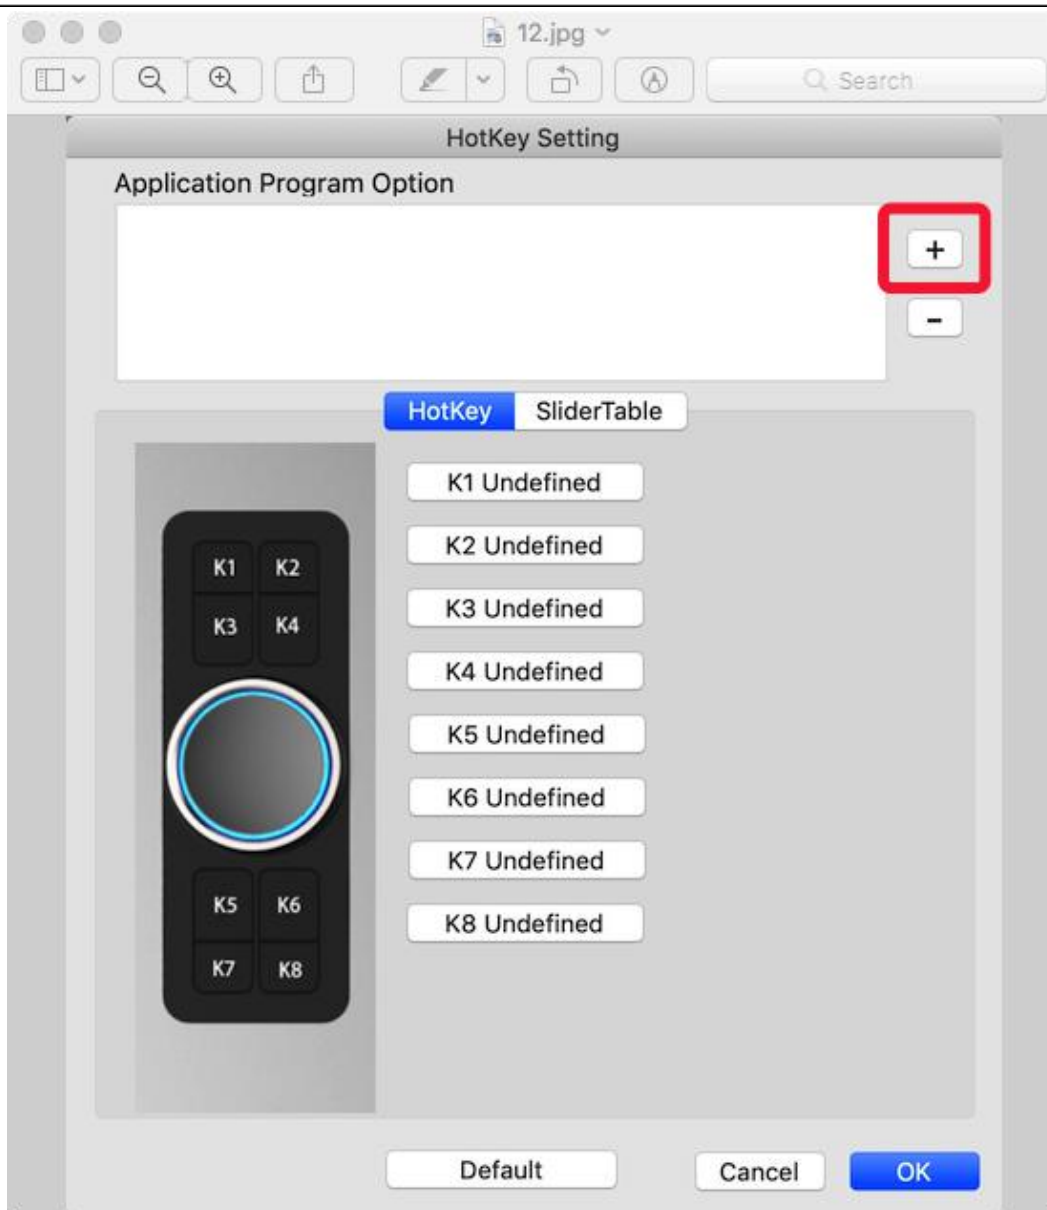 12.jpg
Search
HotKey Setting
Application Program Option
+
-
HotKey SliderTable
K1 Undefined
K2 Undefined
K3 Undefined
K4 Undefined
K5 Undefined
K6 Undefined
K7 Undefined
K8 Undefined
K1 K2
K3 K4
K5 K6
K7 K8
Default Cancel OK